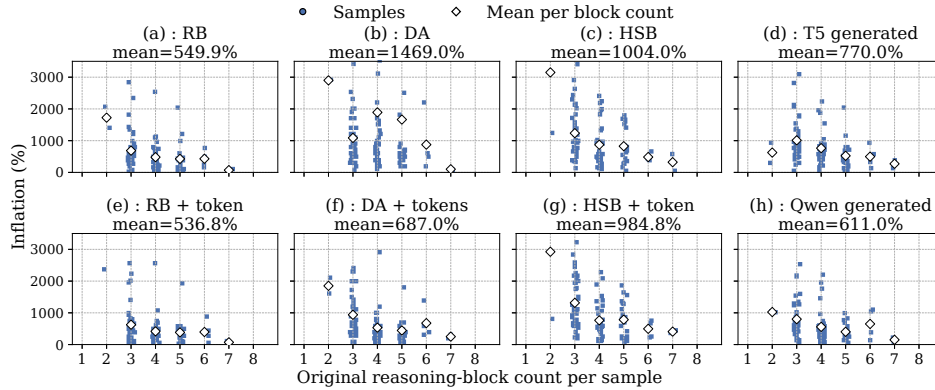 Samples Mean per block count
(a) : RB
mean=549.9%
(b) : DA
mean=1469.0%
(c) : HSB
mean=1004.0%
(d) : T5 generated
mean=770.0%
3000
2000
1000
0
(e) : RB + token
mean=536.8%
(f) : DA + tokens
mean=687.0%
(g) : HSB + token
mean=984.8%
(h) : Qwen generated
mean=611.0%
Inflation (%)
3000
2000
1000
0
1 2 3 4 5 6 7 8
1 2 3 4 5 6 7 8
1 2 3 4 5 6 7 8
1 2 3 4 5 6 7 8
Original reasoning-block count per sample